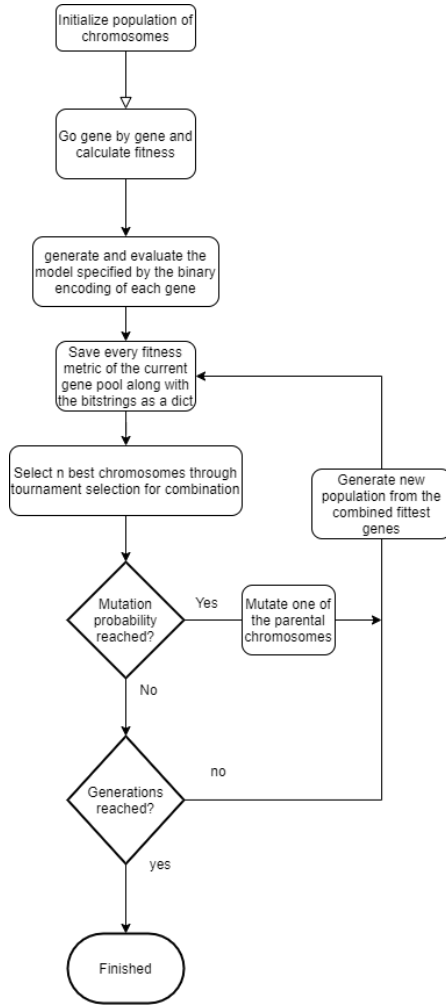 Initialize population of
chromosomes
Go gene by gene and
calculate fitness
generate and evaluate the
model specified by the binary
encoding of each gene
Save every fitness
metric of the current
gene pool along with
the bitstrings as a dict
Select n best chromosomes through
tournament selection for combination
Generate new
population from the
combined fittest
genes
Mutation
probability
reached?
Yes
Mutate one of
the parental
chromosomes
No
Generations
reached?
no
yes
Finished